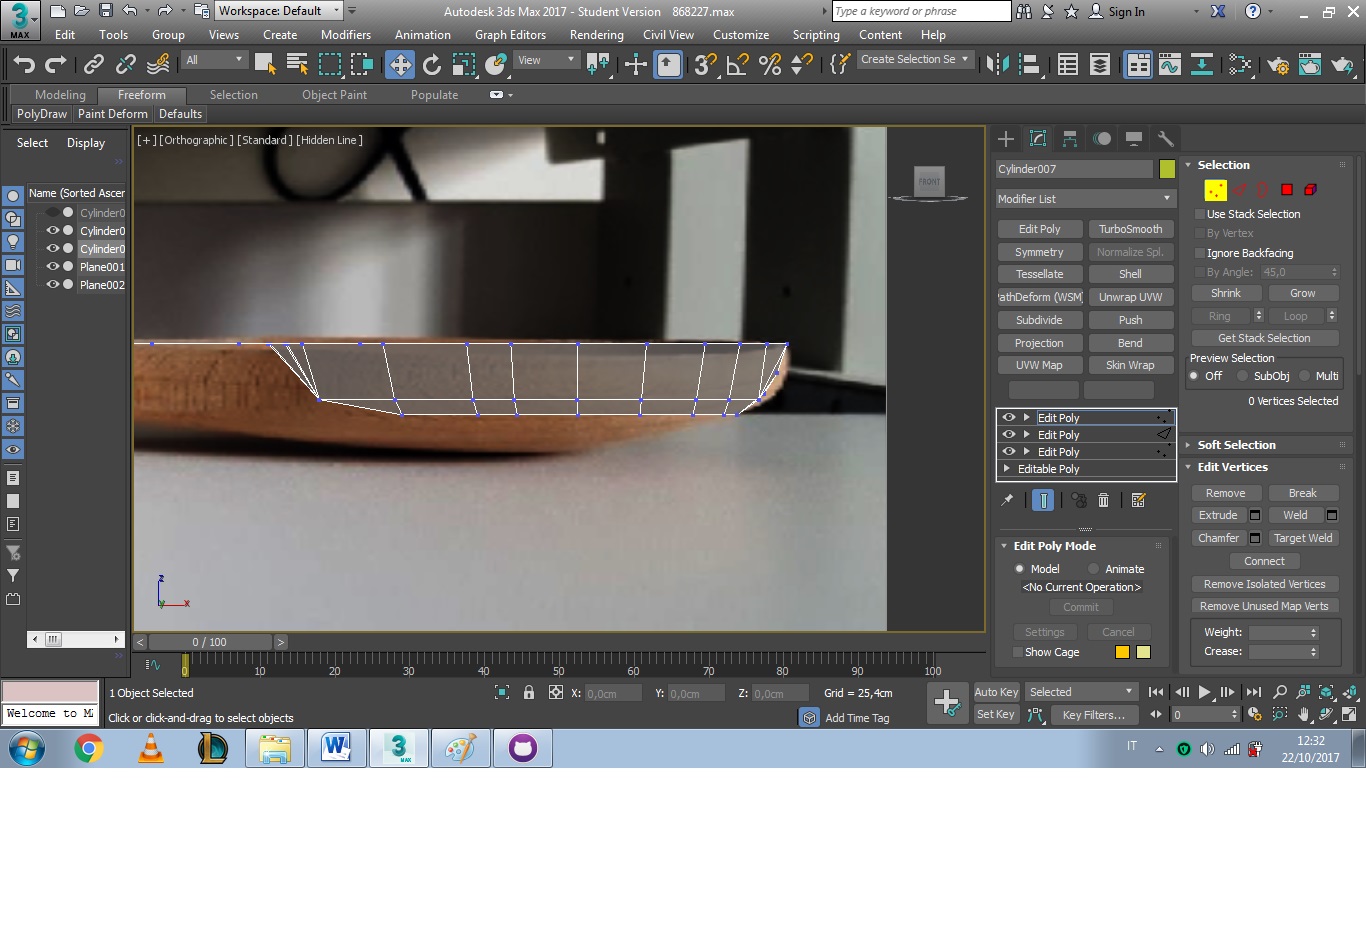 3 MAX Workspace: Default Autodesk 3ds Max 2017 - Student Version 868227.max Type a keyword or phrase Sign In
Edit Tools Group Views Create Modifiers Animation Graph Editors Rendering Civil View Customize Scripting Content Help
All View Create Selection Se
Modeling Freeform Selection Object Paint Populate
PolyDraw Paint Deform Defaults
Select Display
Name (Sorted Ascer
Cylinder0
Cylinder0
Cylinder0
Plane001
Plane002
[+] [Orthographic ] [Standard ] [Hidden Line ]
FRONT
z
y x
Cylinder007
Modifier List
Edit Poly TurboSmooth
Symmetry Normalize Spl.
Tessellate Shell
PathDeform (WSM) Unwrap UVW
Subdivide Push
Projection Bend
UVW Map Skin Wrap
Edit Poly
Edit Poly
Edit Poly
Editable Poly
Edit Poly Mode
Model Animate
<No Current Operation>
Commit
Settings Cancel
Show Cage
Selection
Use Stack Selection
By Vertex
Ignore Backfacing
By Angle: 45,0
Shrink Grow
Ring Loop
Get Stack Selection
Preview Selection
Off SubObj Multi
0 Vertices Selected
Soft Selection
Edit Vertices
Remove Break
Extrude Weld
Chamfer Target Weld
Connect
Remove Isolated Vertices
Remove Unused Map Verts
Weight:
Crease:
< 0 / 100 >
0 10 20 30 40 50 60 70 80 90 100
1 Object Selected X: 0,0cm Y: 0,0cm Z: 0,0cm Grid = 25,4cm Auto Key Selected
Welcome to MA Click or click-and-drag to select objects Add Time Tag Set Key Key Filters... 0
IT 12:32
22/10/2017